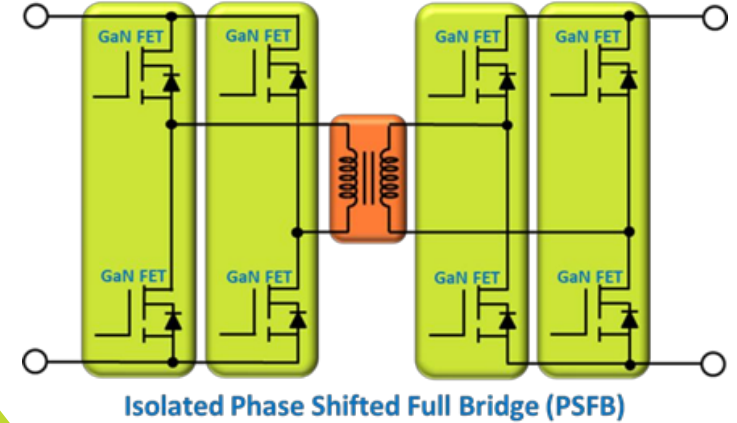 GaN FET GaN FET GaN FET GaN FET
GaN FET GaN FET GaN FET GaN FET
Isolated Phase Shifted Full Bridge (PSFB)